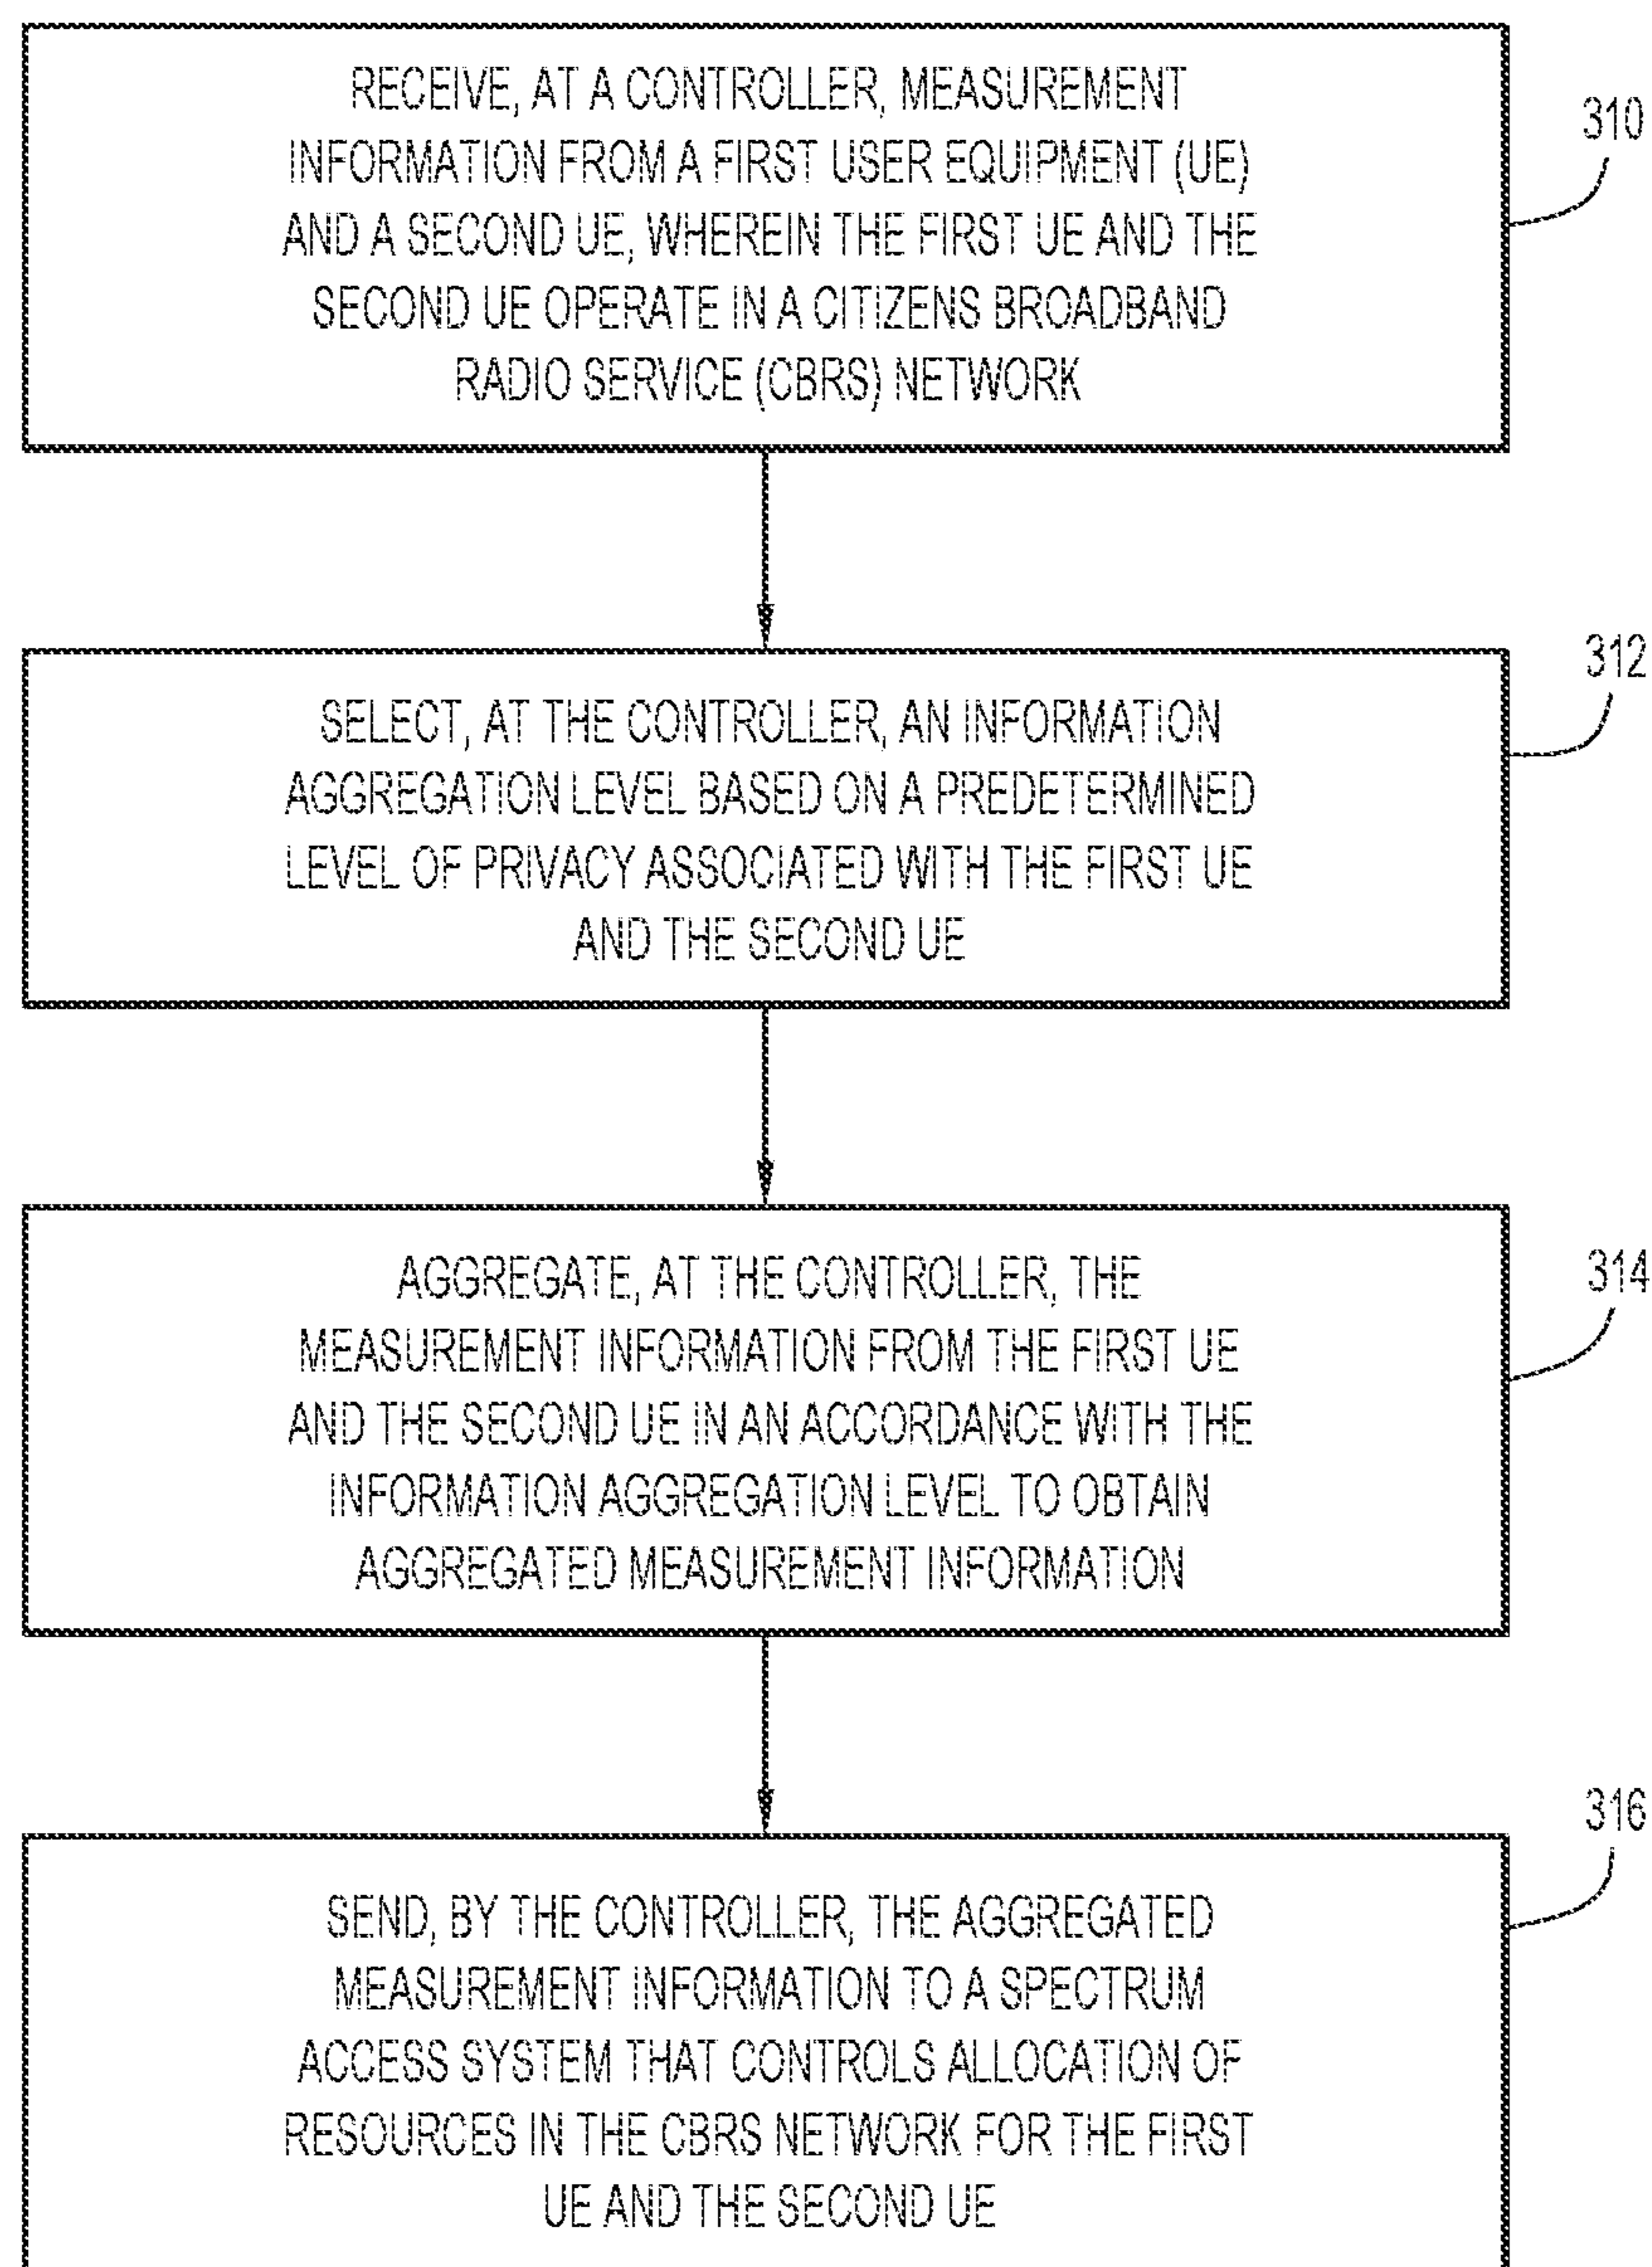 RECEIVE, AT A CONTROLLER, MEASUREMENT
INFORMATION FROM A FIRST USER EQUIPMENT (UE)
AND A SECOND UE, WHEREIN THE FIRST UE AND THE
SECOND UE OPERATE IN A CITIZENS BROADBAND
RADIO SERVICE (CBRS) NETWORK
310
SELECT, AT THE CONTROLLER, AN INFORMATION
AGGREGATION LEVEL BASED ON A PREDETERMINED
LEVEL OF PRIVACY ASSOCIATED WITH THE FIRST UE
AND THE SECOND UE
312
AGGREGATE, AT THE CONTROLLER, THE
MEASUREMENT INFORMATION FROM THE FIRST UE
AND THE SECOND UE IN AN ACCORDANCE WITH THE
INFORMATION AGGREGATION LEVEL TO OBTAIN
AGGREGATED MEASUREMENT INFORMATION
314
SEND, BY THE CONTROLLER, THE AGGREGATED
MEASUREMENT INFORMATION TO A SPECTRUM
ACCESS SYSTEM THAT CONTROLS ALLOCATION OF
RESOURCES IN THE CBRS NETWORK FOR THE FIRST
UE AND THE SECOND UE
316